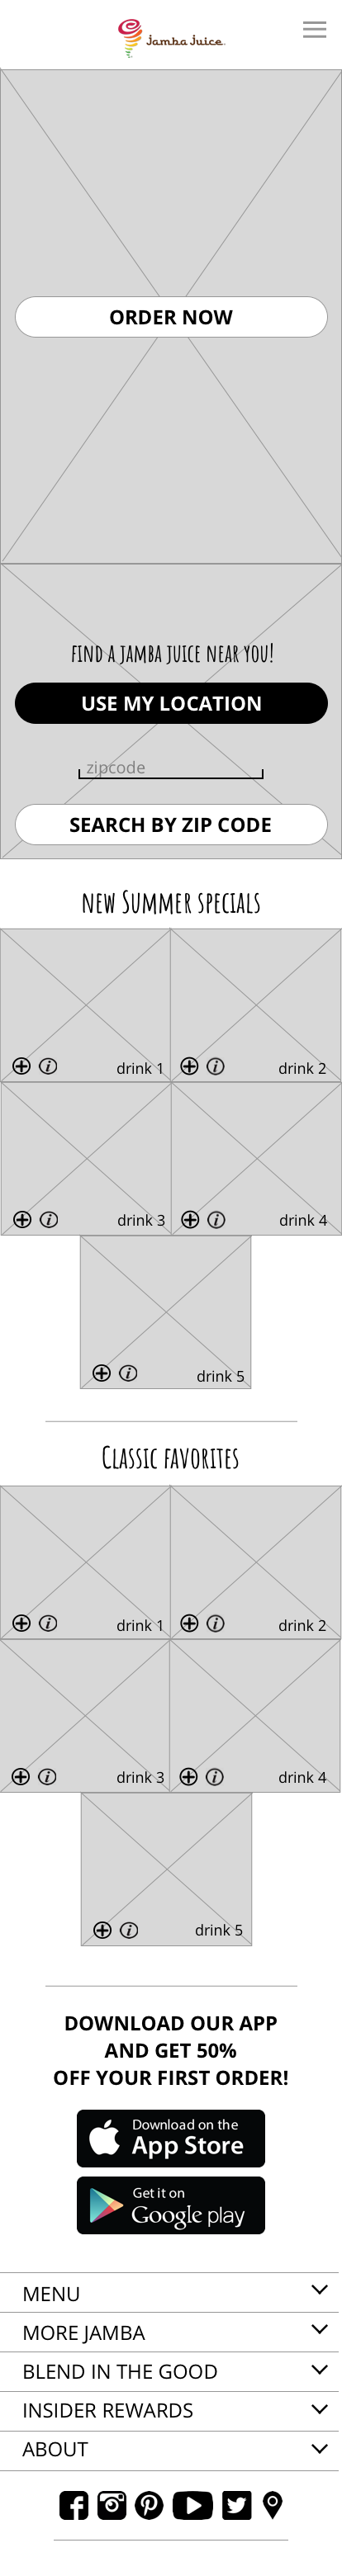 Jamba Juice
ORDER NOW
FIND A JAMBA JUICE NEAR YOU!
USE MY LOCATION
zipcode
SEARCH BY ZIP CODE
new Summer specials
drink 1
drink 2
drink 3
drink 4
drink 5
Classic favorites
drink 1
drink 2
drink 3
drink 4
drink 5
DOWNLOAD OUR APP
AND GET 50%
OFF YOUR FIRST ORDER!
Download on the
App Store
Get it on
Google play
MENU
MORE JAMBA
BLEND IN THE GOOD
INSIDER REWARDS
ABOUT